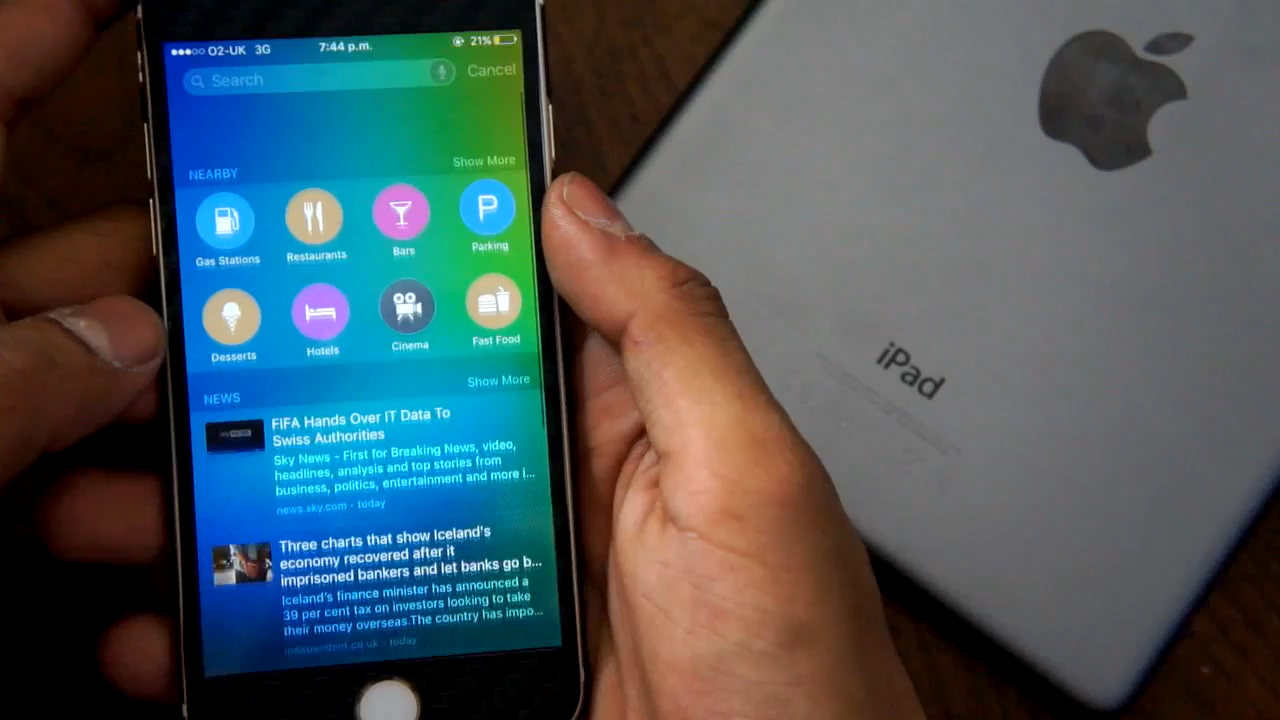 O2-UK 3G 7:44 p.m. 21%
Search Cancel
NEARBY Show More
Gas Stations Restaurants Bars P Parking
Desserts Hotels Cinema Fast Food
NEWS Show More
FIFA Hands Over IT Data To
Swiss Authorities
Sky News - First for Breaking News, video,
headlines, analysis and top stories from
business, politics, entertainment and more l...
news.sky.com - today
Three charts that show Iceland's
economy recovered after it
imprisoned bankers and let banks go b...
Iceland's finance minister has announced a
39 per cent tax on investors looking to take
their money overseas.The country has impo...
independent.co.uk - today
iPad